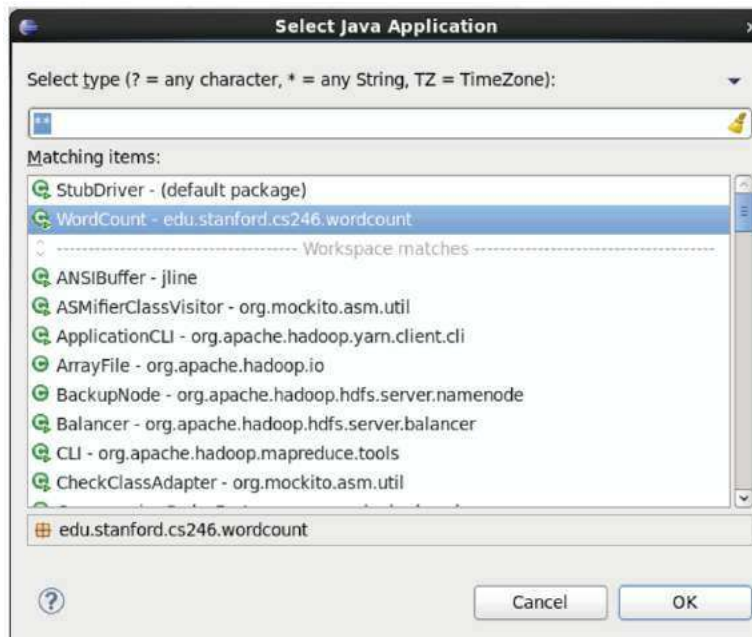 Select Java Application
Select type (? = any character, * = any String, TZ = TimeZone):
**
Matching items:
StubDriver - (default package)
WordCount - edu.stanford.cs246.wordcount
Workspace matches
ANSIBuffer - jline
ASMifierClassVisitor - org.mockito.asm.util
ApplicationCLI - org.apache.hadoop.yarn.client.cli
ArrayFile - org.apache.hadoop.io
BackupNode - org.apache.hadoop.hdfs.server.namenode
Balancer - org.apache.hadoop.hdfs.server.balancer
CLI - org.apache.hadoop.mapreduce.tools
CheckClassAdapter - org.mockito.asm.util
edu.stanford.cs246.wordcount
Cancel
OK